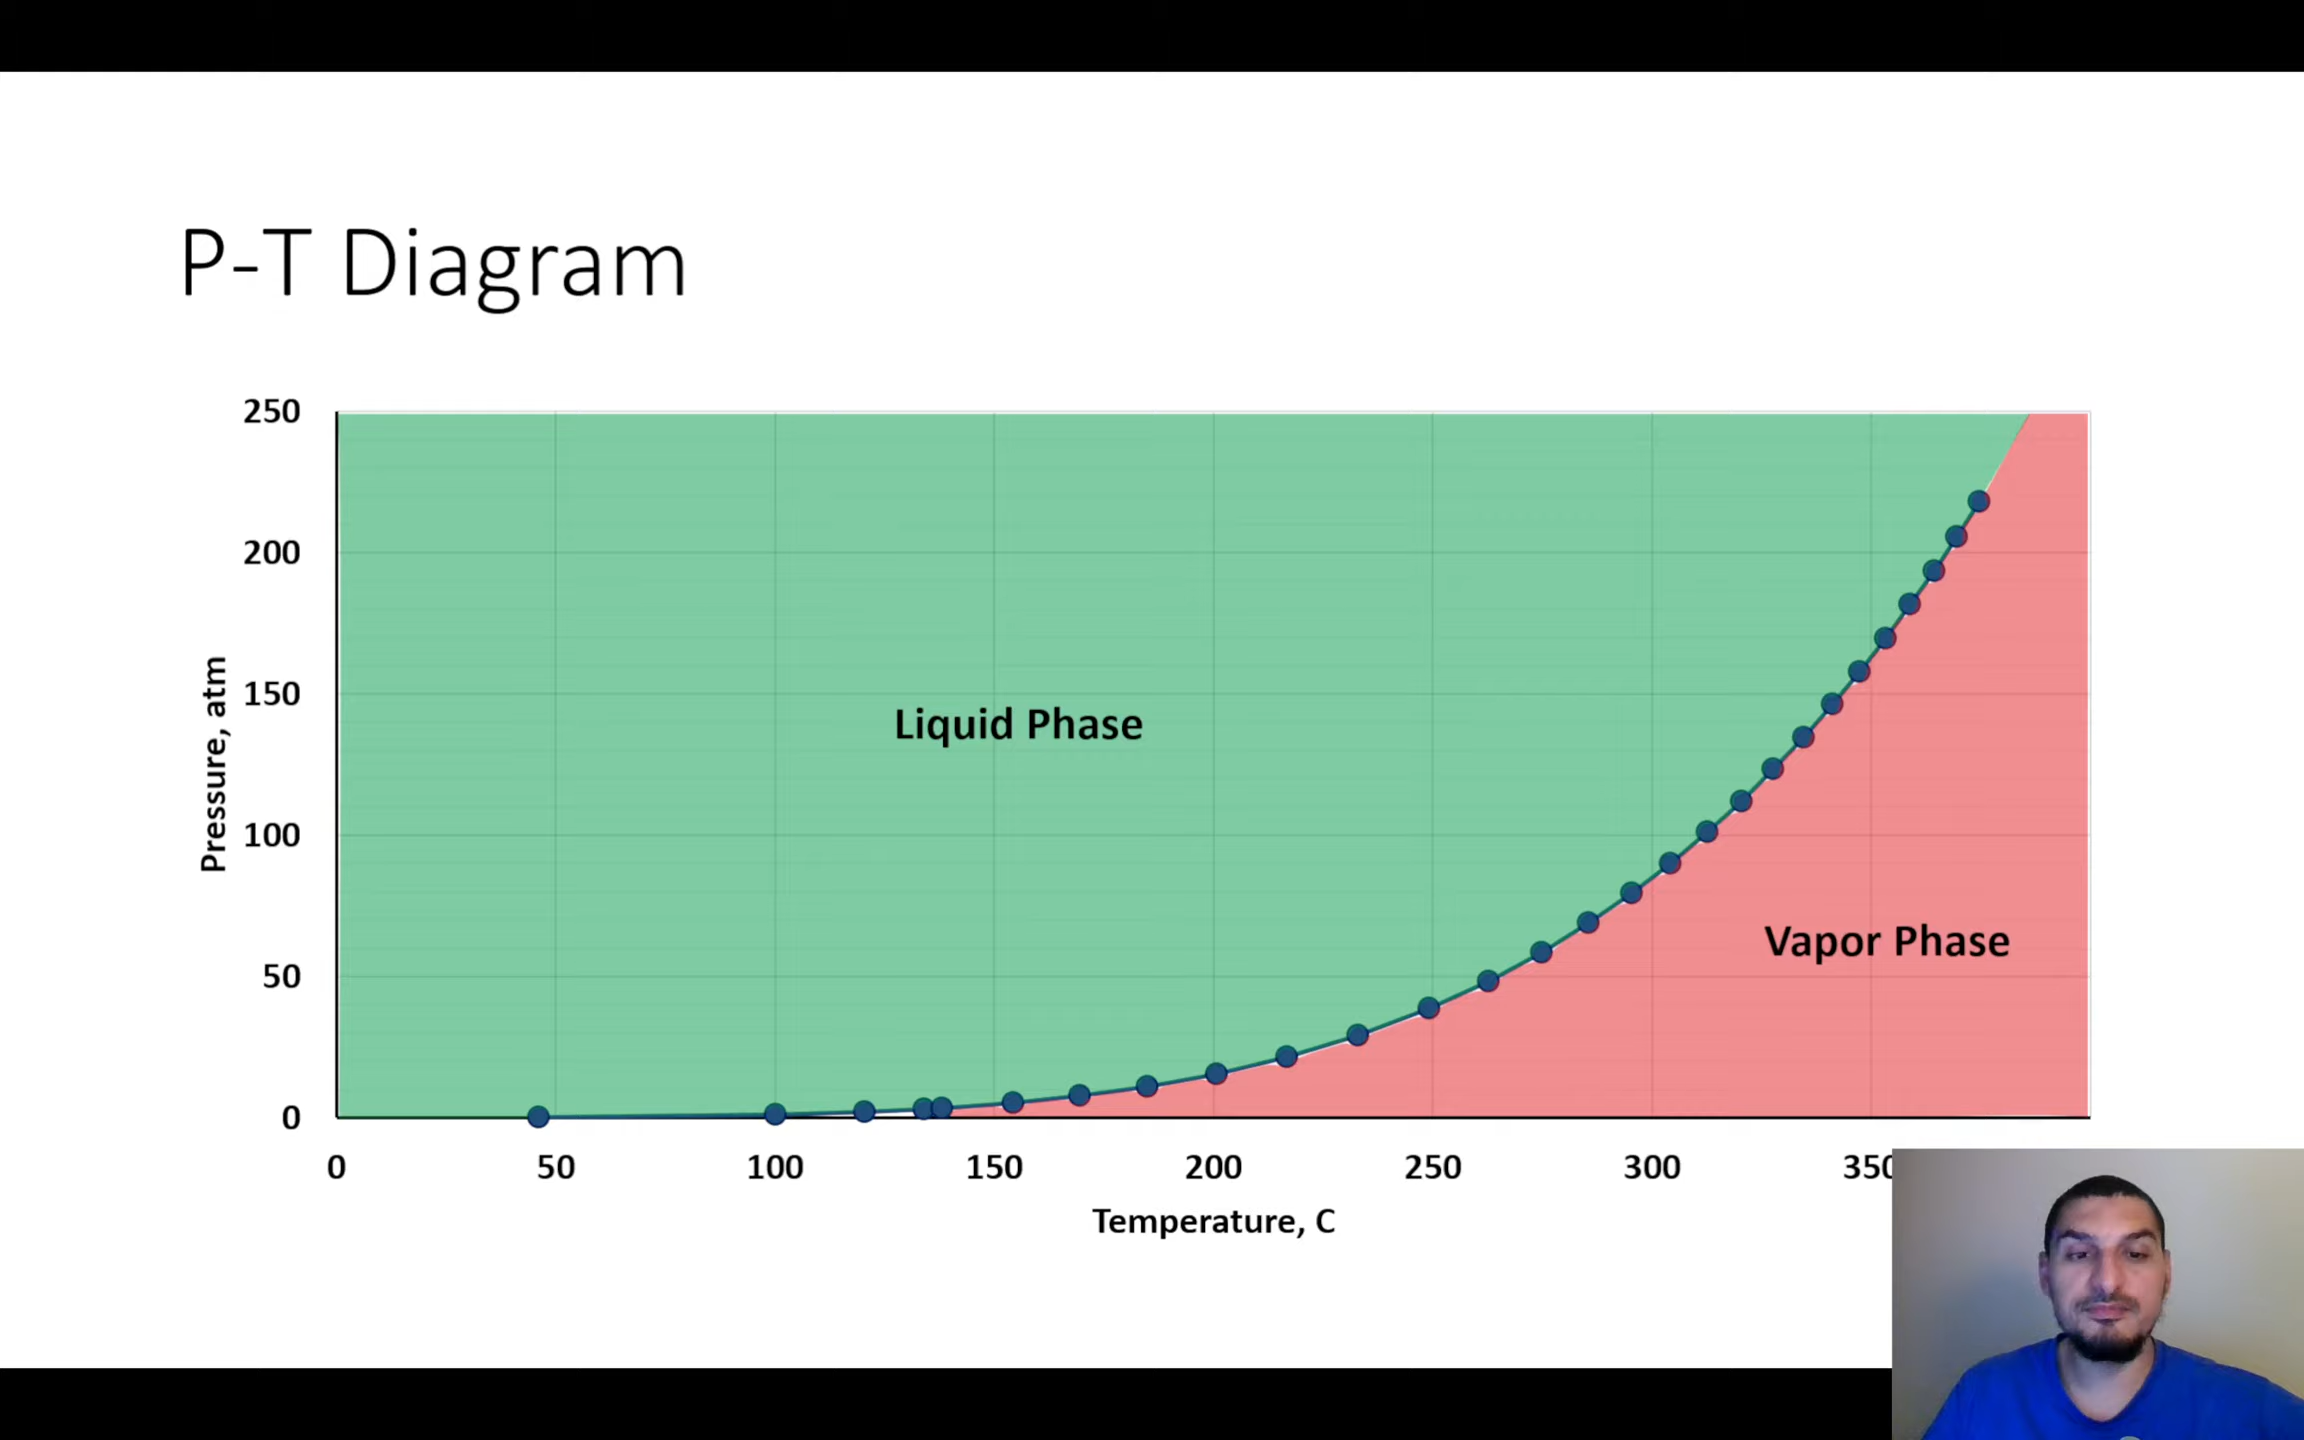 P-T Diagram
250
200
150
100
50
0
Pressure, atm
Liquid Phase
Vapor Phase
0 50 100 150 200 250 300 350
Temperature, C